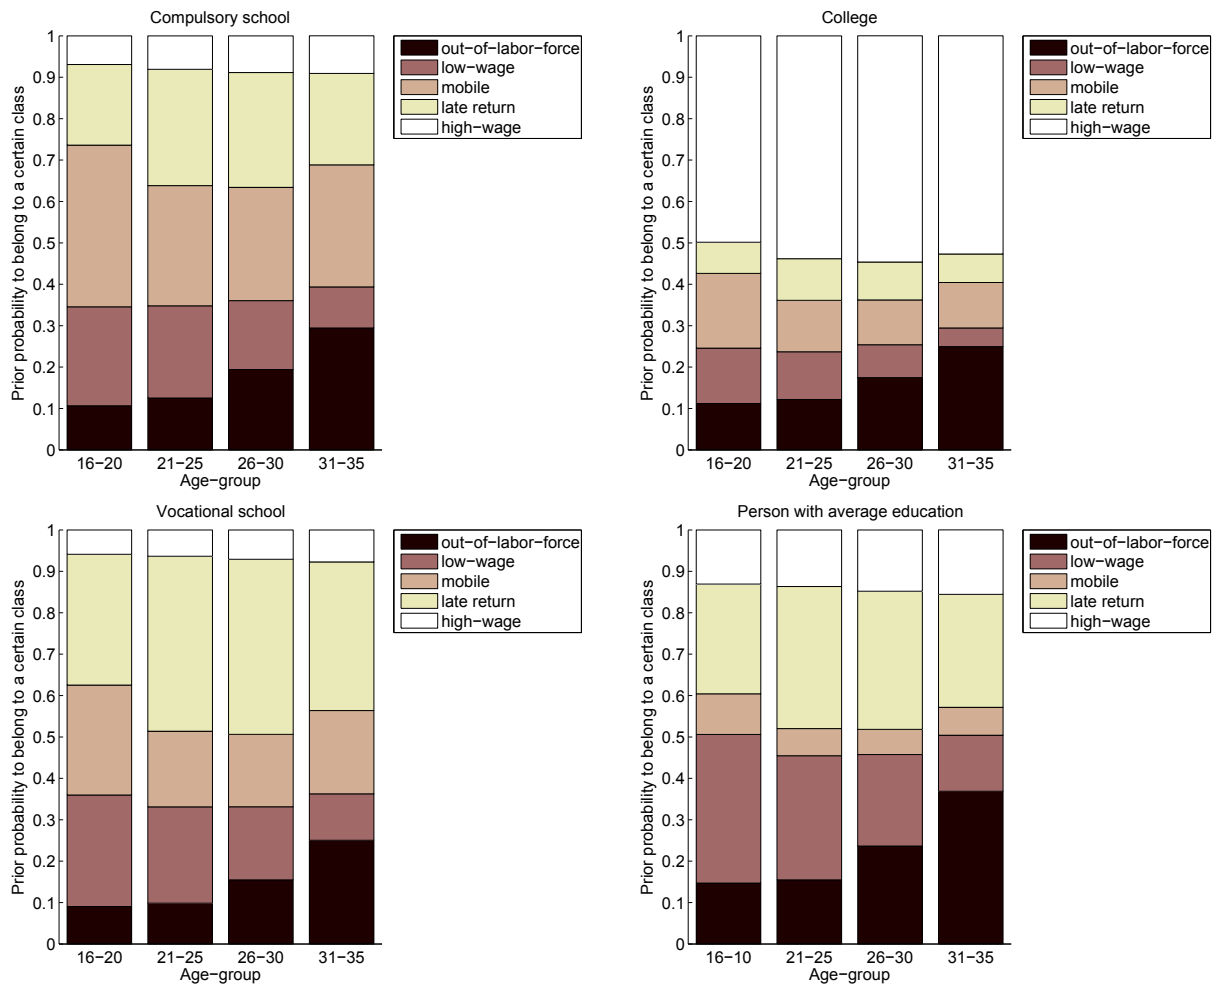 Compulsory school
Prior probability to belong to a certain class
1
0.9
0.8
0.7
0.6
0.5
0.4
0.3
0.2
0.1
0
16−20 21−25 26−30 31−35
Age−group
out−of−labor−force
low−wage
mobile
late return
high−wage
College
Prior probability to belong to a certain class
1
0.9
0.8
0.7
0.6
0.5
0.4
0.3
0.2
0.1
0
16−20 21−25 26−30 31−35
Age−group
out−of−labor−force
low−wage
mobile
late return
high−wage
Vocational school
Prior probability to belong to a certain class
1
0.9
0.8
0.7
0.6
0.5
0.4
0.3
0.2
0.1
0
16−20 21−25 26−30 31−35
Age−group
out−of−labor−force
low−wage
mobile
late return
high−wage
Person with average education
Prior probability to belong to a certain class
1
0.9
0.8
0.7
0.6
0.5
0.4
0.3
0.2
0.1
0
16−10 21−25 26−30 31−35
Age−group
out−of−labor−force
low−wage
mobile
late return
high−wage